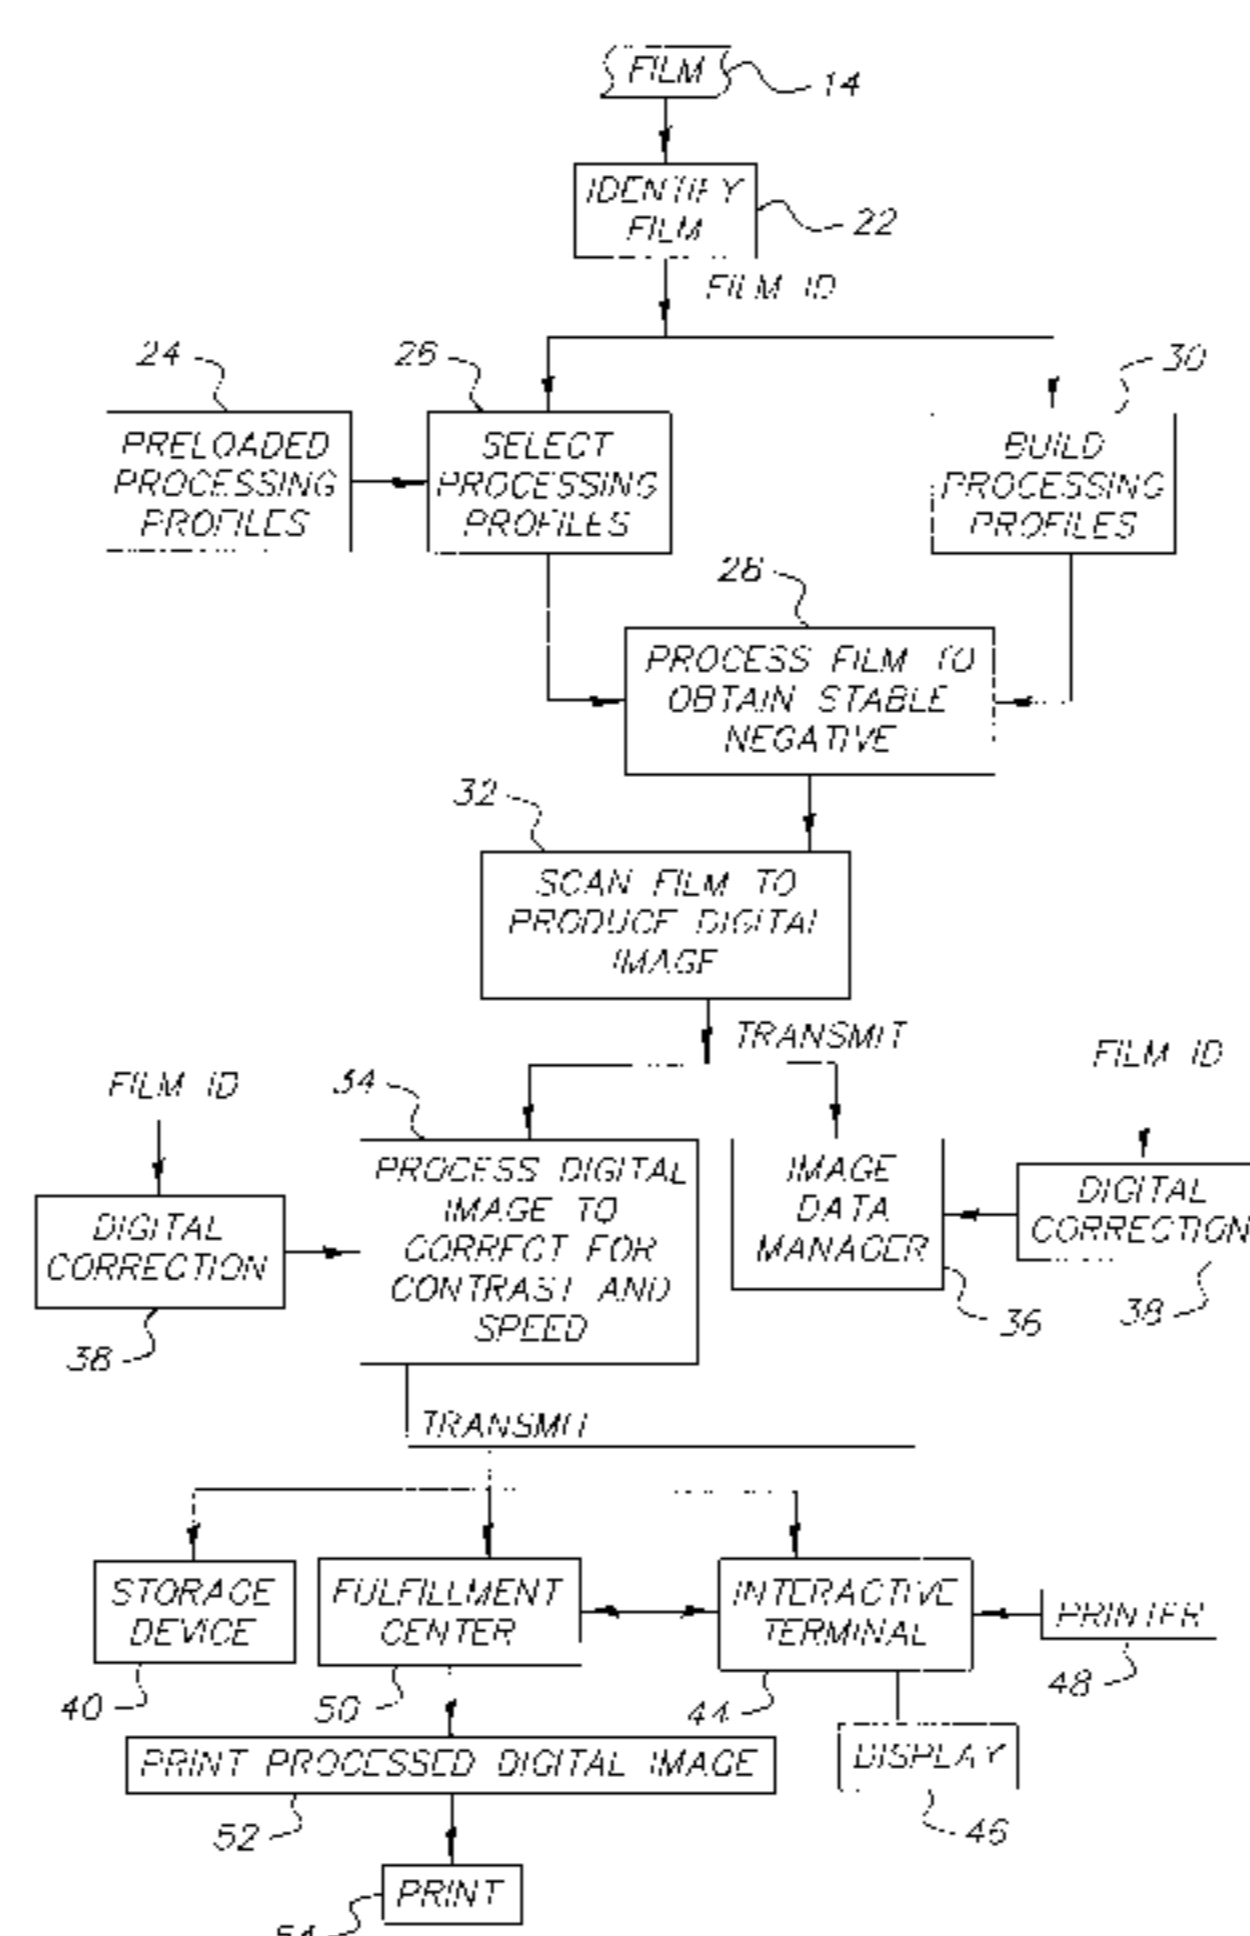 FILM
14
IDENTIFY
FILM
22
FILM ID
24
26
30
PRELOADED
PROCESSING
PROFILES
SELECT
PROCESSING
PROFILES
BUILD
PROCESSING
PROFILES
28
PROCESS FILM TO
OBTAIN STABLE
NEGATIVE
32
SCAN FILM TO
PRODUCE DIGITAL
IMAGE
TRANSMIT
FILM ID
34
FILM ID
DIGITAL
CORRECTION
38
PROCESS DIGITAL
IMAGE TO
CORRECT FOR
CONTRAST AND
SPEED
IMAGE
DATA
MANAGER
36
DIGITAL
CORRECTION
38
TRANSMIT
STORAGE
DEVICE
40
FULFILLMENT
CENTER
50
INTERACTIVE
TERMINAL
44
PRINTER
48
PRINT PROCESSED DIGITAL IMAGE
52
DISPLAY
46
PRINT
54